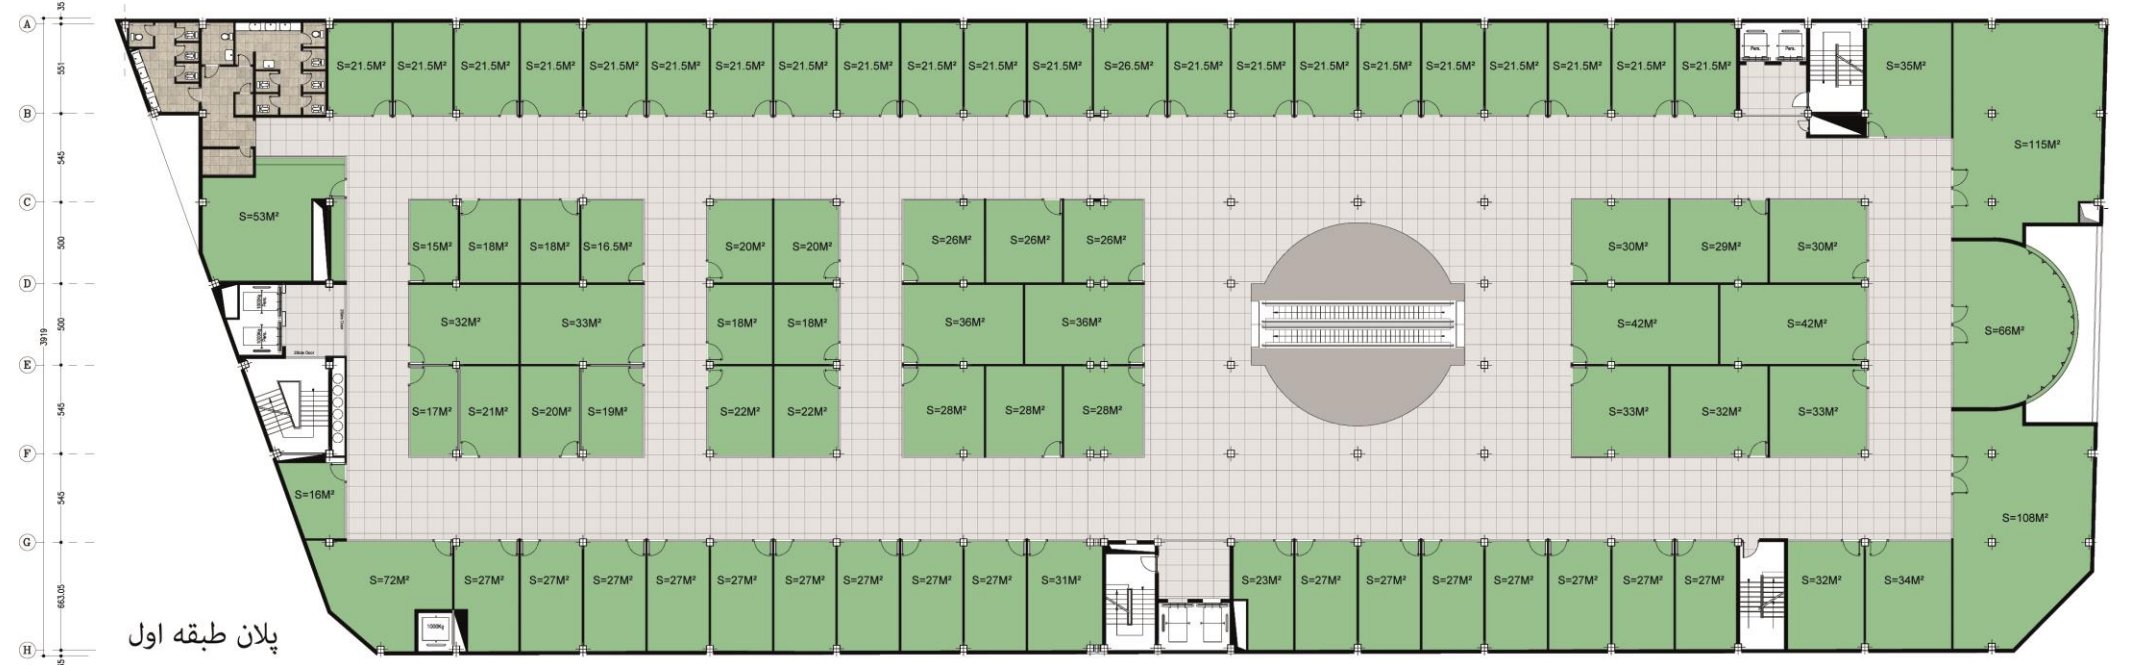 35
A
S=21.5M²
S=21.5M²
S=21.5M²
S=21.5M²
S=21.5M²
S=21.5M²
S=21.5M²
S=21.5M²
S=21.5M²
S=21.5M²
S=21.5M²
S=21.5M²
S=26.5M²
S=21.5M²
S=21.5M²
S=21.5M²
S=21.5M²
S=21.5M²
S=21.5M²
S=21.5M²
S=21.5M²
S=21.5M²
Pers.
Pers.
S=35M²
551
B
545
S=115M²
C
S=53M²
500
S=15M²
S=18M²
S=18M²
S=16.5M²
S=20M²
S=20M²
S=26M²
S=26M²
S=26M²
S=30M²
S=29M²
S=30M²
D
3919
500
S=32M²
S=33M²
S=18M²
S=18M²
S=36M²
S=36M²
S=42M²
S=42M²
S=66M²
E
545
S=17M²
S=21M²
S=20M²
S=19M²
S=22M²
S=22M²
S=28M²
S=28M²
S=28M²
S=33M²
S=32M²
S=33M²
F
545
S=16M²
S=108M²
G
663.05
S=72M²
S=27M²
S=27M²
S=27M²
S=27M²
S=27M²
S=27M²
S=27M²
S=27M²
S=27M²
S=31M²
S=23M²
S=27M²
S=27M²
S=27M²
S=27M²
S=27M²
S=27M²
S=27M²
S=32M²
S=34M²
1000Kg
پلان طبقه اول
H